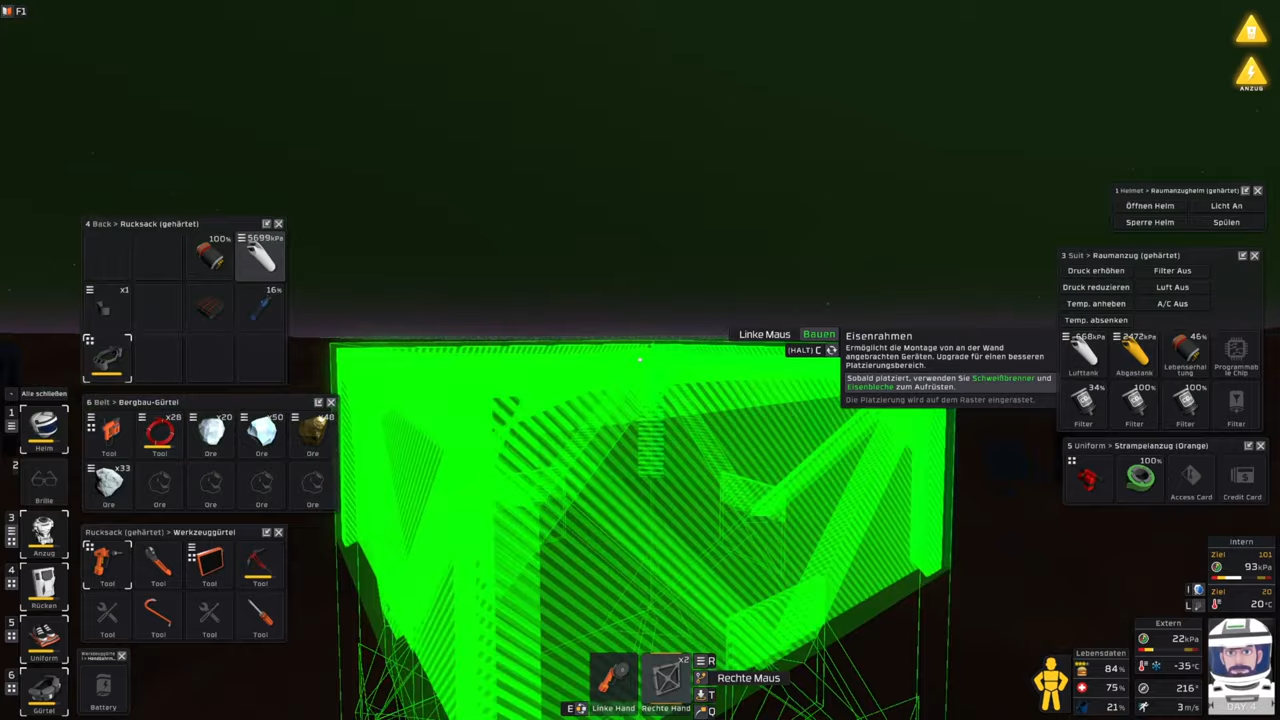 F1
ANZUG
1 Helmet > Raumanzughelm (gehärtet)
Öffnen Helm
Licht An
Sperre Helm
Spülen
4 Back > Rucksack (gehärtet)
100%
5699kPa
x1
16%
3 Suit > Raumanzug (gehärtet)
Druck erhöhen
Filter Aus
Druck reduzieren
Luft Aus
Temp. anheben
A/C Aus
Temp. absenken
668kPa
2472kPa
46%
Lufttank
Abgastank
Lebenserhaltung
Programmable Chip
34%
100%
100%
Filter
Filter
Filter
Filter
Linke Maus
Bauen
(HALT) C
Eisenrahmen
Ermöglicht die Montage von an der Wand
angebrachten Geräten. Upgrade für einen besseren
Platzierungsbereich.
Sobald platziert, verwenden Sie Schweißbrenner und
Eisenbleche zum Aufrüsten.
Die Platzierung wird auf dem Raster eingerastet.
- Alle schließen
1
Helm
2
Brille
3
Anzug
4
Rücken
5
Uniform
6
Gürtel
6 Belt > Bergbau-Gürtel
x28
x20
x50
x48
Tool
Tool
Ore
Ore
Ore
x33
Ore
Ore
Ore
Ore
Ore
5 Uniform > Strampelanzug (Orange)
100%
Access Card
Credit Card
Rucksack (gehärtet) > Werkzeuggürtel
Tool
Tool
Tool
Tool
Tool
Tool
Tool
Tool
Battery
x2
R
Rechte Maus
T
E
Linke Hand
Rechte Hand
Q
Intern
Ziel 101
93kPa
Ziel 20
I
L
20°C
Extern
22kPa
-35°C
216°
3 m/s
Lebensdaten
84%
75%
21%
DAY 4